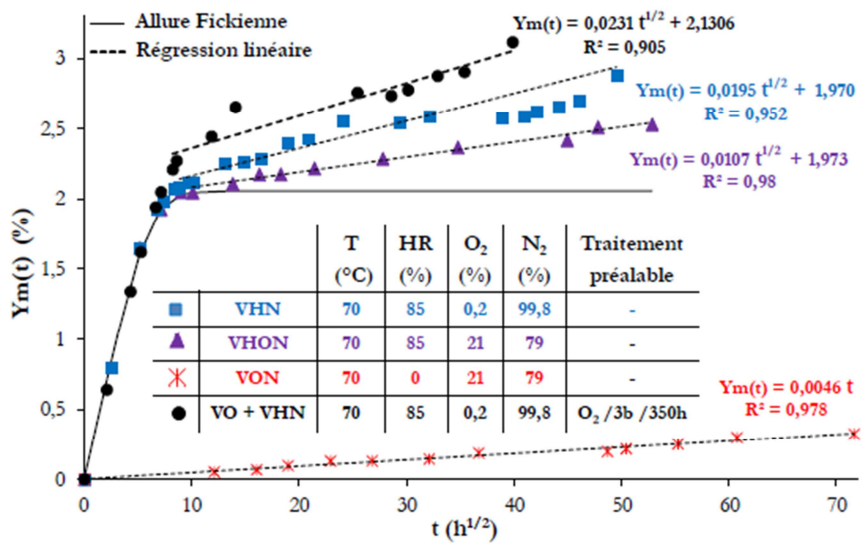 Allure Fickienne
Régression linéaire
Ym(t) = 0,0231 t^1/2 + 2,1306
R² = 0,905
Ym(t) = 0,0195 t^1/2 + 1,970
R² = 0,952
Ym(t) = 0,0107 t^1/2 + 1,973
R² = 0,98
Ym(t) (%)
3
2,5
2
1,5
1
0,5
0
T (°C) HR (%) O₂ (%) N₂ (%) Traitement préalable
VHN 70 85 0,2 99,8 -
VHON 70 85 21 79 -
VON 70 0 21 79 -
VO + VHN 70 85 0,2 99,8 O₂ /3b /350h
Ym(t) = 0,0046 t
R² = 0,978
0 10 20 30 40 50 60 70
t (h^1/2)